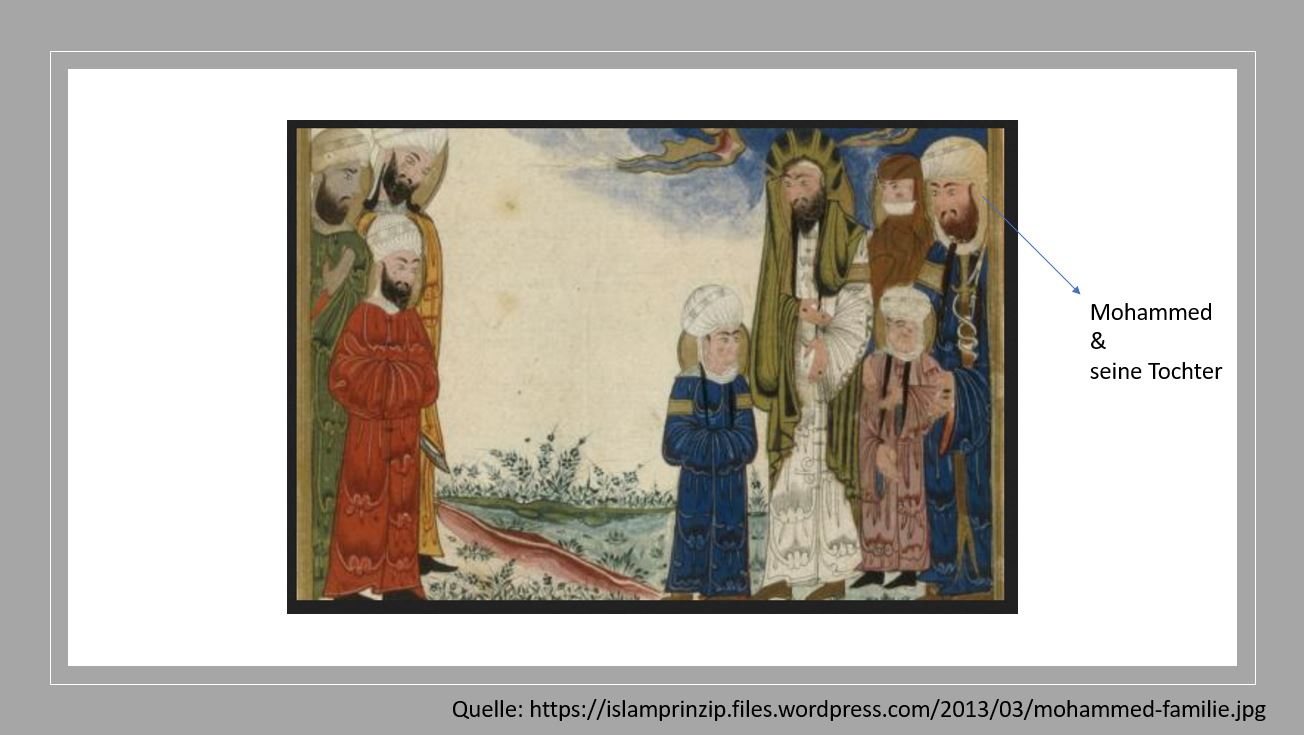 Mohammed
&
seine Tochter
Quelle: https://islamprinzip.files.wordpress.com/2013/03/mohammed-familie.jpg